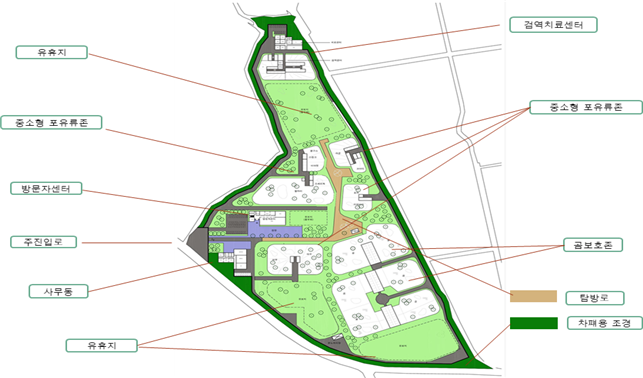 검역치료센터
유휴지
중소형 포유류존
중소형 포유류존
방문자센터
주진입로
곰보호존
사무동
탐방로
차폐용 조경
유휴지